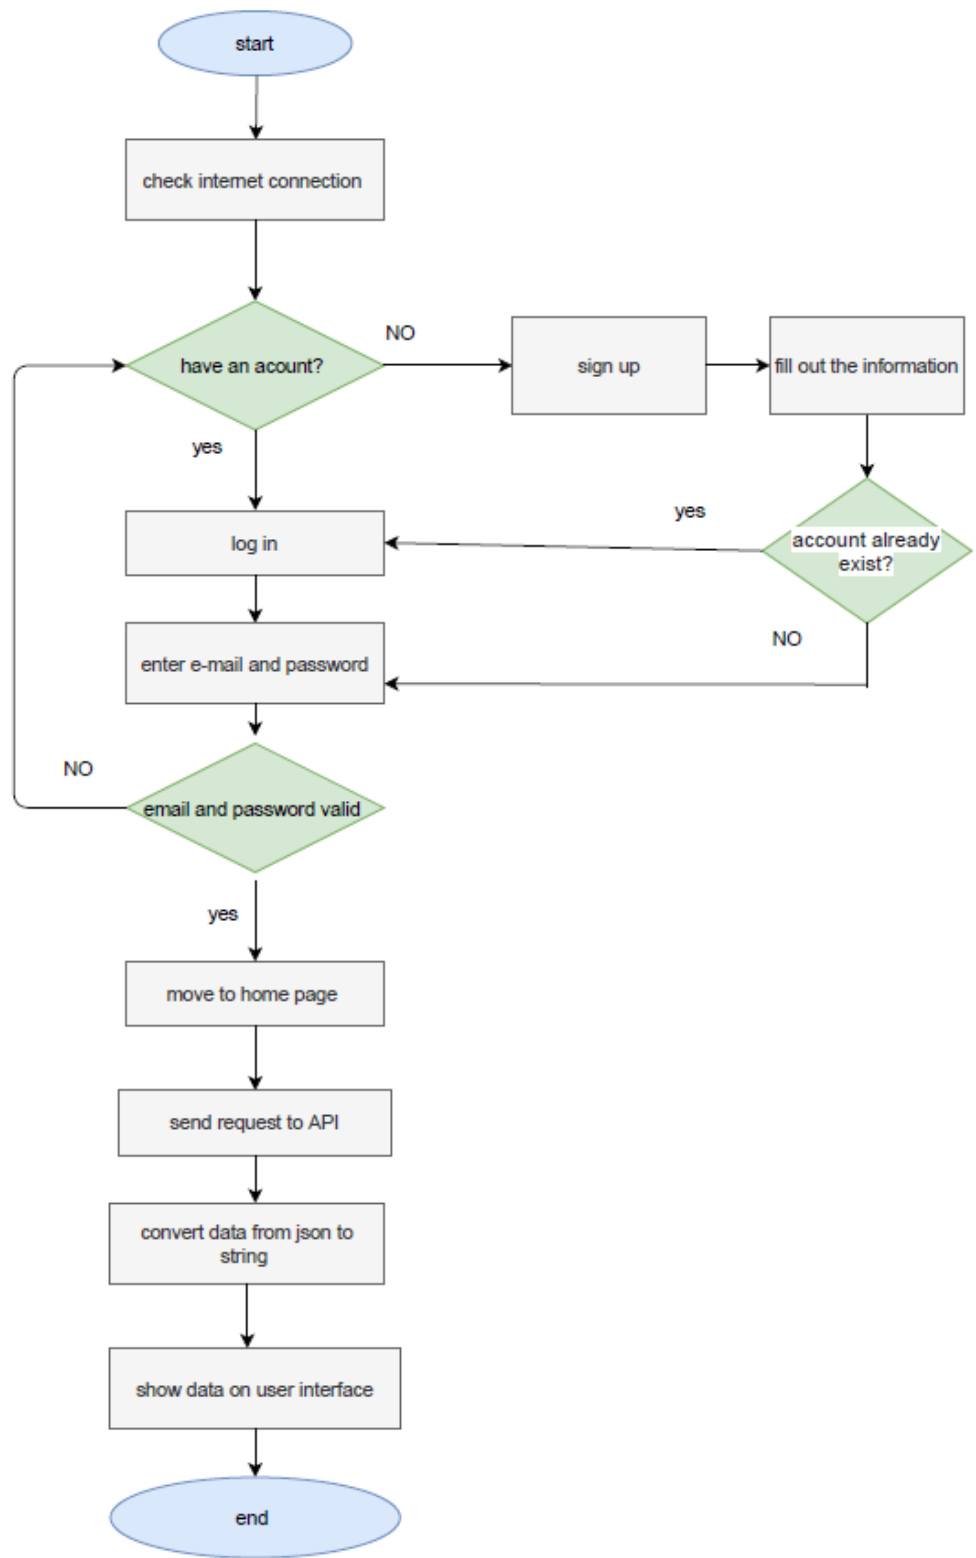 start
check internet connection
have an acount?
NO
sign up
fill out the information
yes
log in
yes
account already
exist?
enter e-mail and password
NO
NO
email and password valid
yes
move to home page
send request to API
convert data from json to
string
show data on user interface
end